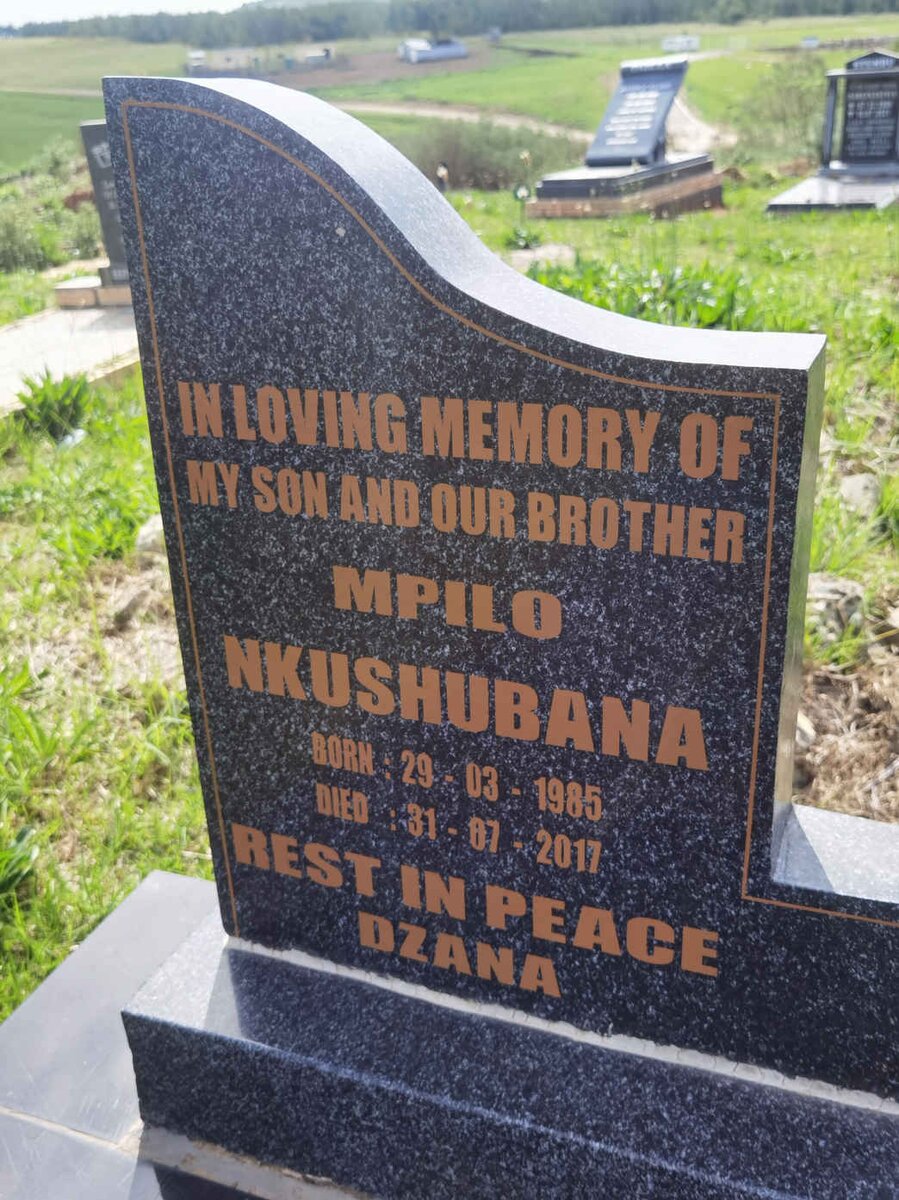 IN LOVING MEMORY OF
MY SON AND OUR BROTHER
MPILO
NKUSHUBANA
BORN : 29 - 03 - 1985
DIED : 31 - 07 - 2017
REST IN PEACE
DZANA